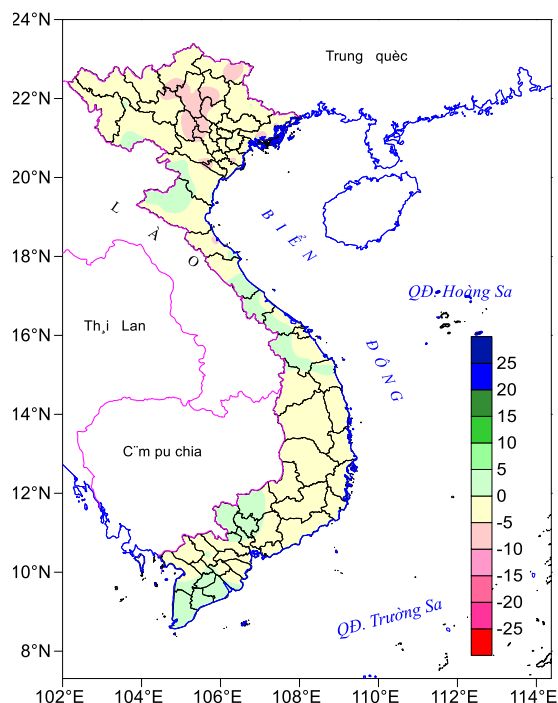 24°N
Trung quèc
22°N
20°N
LÀO
BIỂN
18°N
QĐ. Hoàng Sa
Th¸i Lan
16°N
ĐÔNG
25
20
15
14°N
10
C¨m pu chia
5
12°N
0
-5
-10
10°N
-15
-20
QĐ. Trường Sa
-25
8°N
102°E 104°E 106°E 108°E 110°E 112°E 114°E